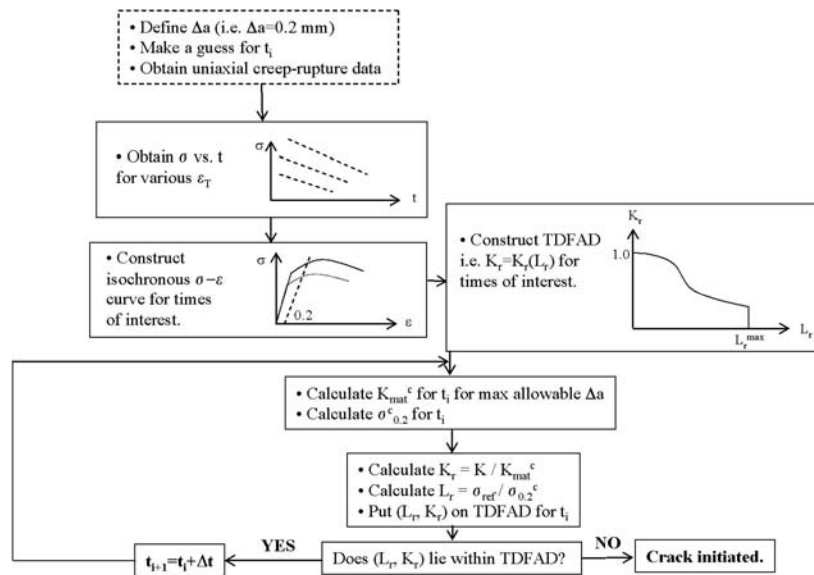 • Define Δa (i.e. Δa=0.2 mm)
• Make a guess for tᵢ
• Obtain uniaxial creep-rupture data
• Obtain σ vs. t
for various ε_T
σ
t
• Construct
isochronous σ−ε
curve for times
of interest.
σ
0.2
ε
• Construct TDFAD
i.e. K_r=K_r(L_r) for
times of interest.
K_r
1.0
L_r^max
L_r
• Calculate K_mat^c for t_i for max allowable Δa
• Calculate σ^c_0.2 for t_i
• Calculate K_r = K / K_mat^c
• Calculate L_r = σ_ref / σ_0.2^c
• Put (L_r, K_r) on TDFAD for t_i
Does (L_r, K_r) lie within TDFAD?
YES
NO
t_i+1=t_i+Δt
Crack initiated.